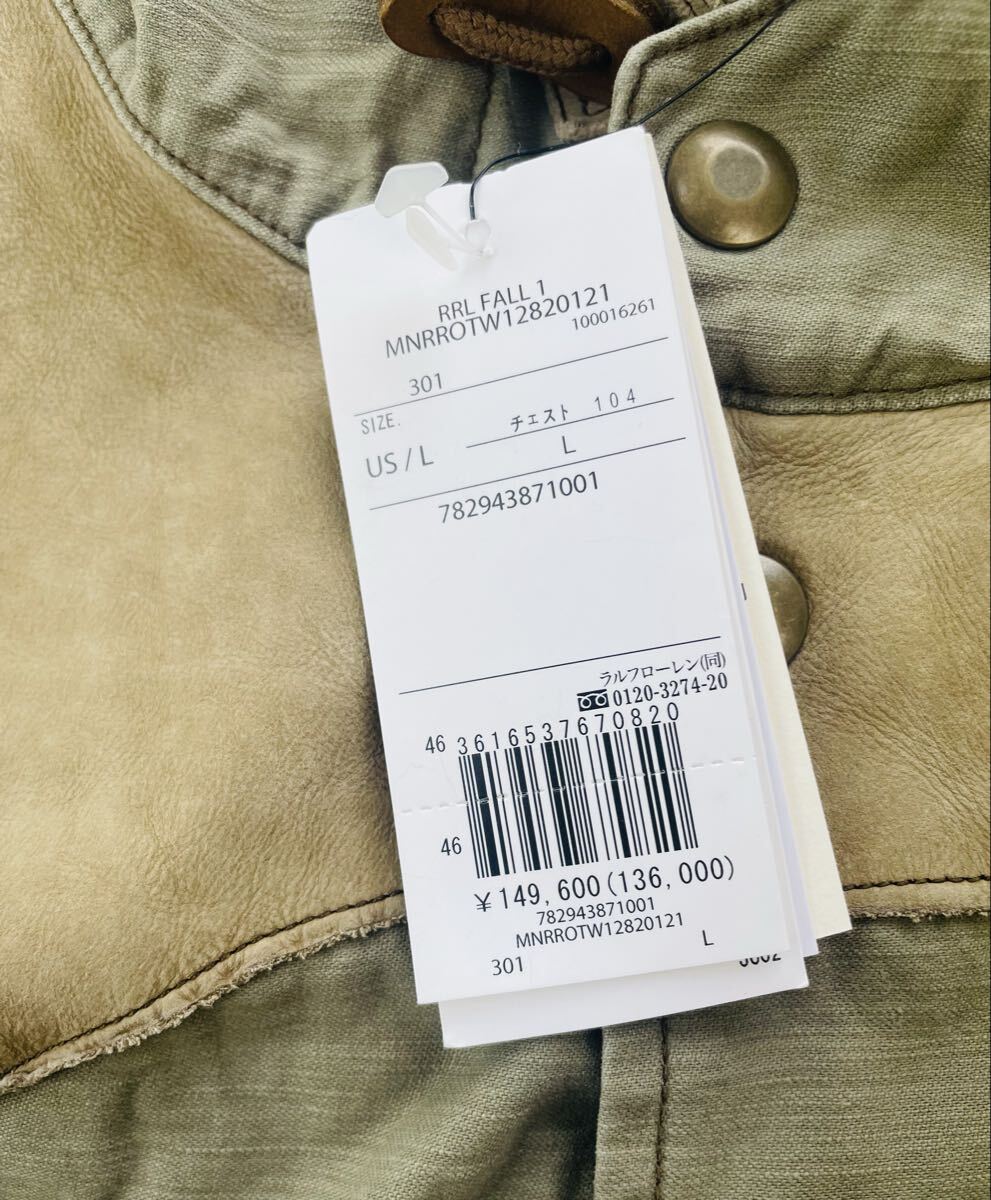 RRL FALL 1
MNRROTW12820121
100016261
301
SIZE.
チェスト 104
US / L
L
782943871001
ラルフローレン(同)
0120-3274-20
46 3616537670820
46
¥149,600(136,000)
782943871001
MNRROTW12820121
301 L